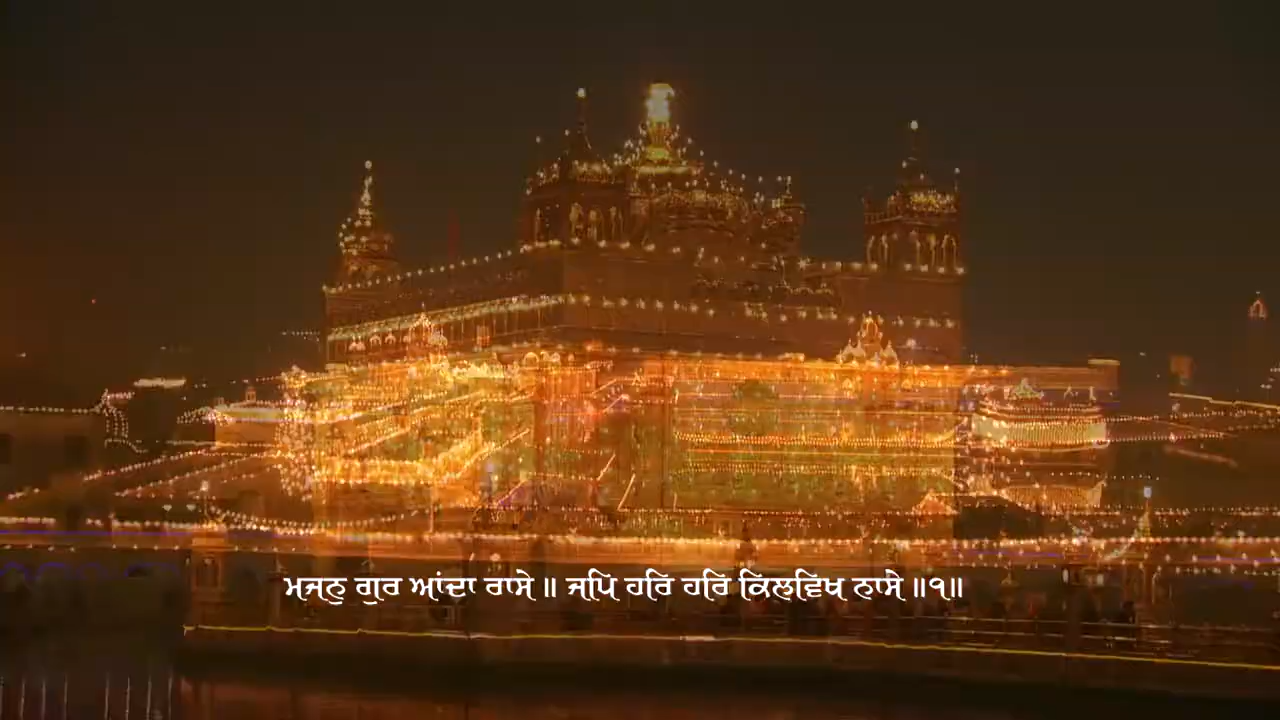 ਮਜਨੁ ਗੁਰ ਆਂਦਾ ਰਾਸੇ ॥ ਜਪਿ ਹਰਿ ਹਰਿ ਕਿਲਵਿਖ ਨਾਸੇ ॥੧॥